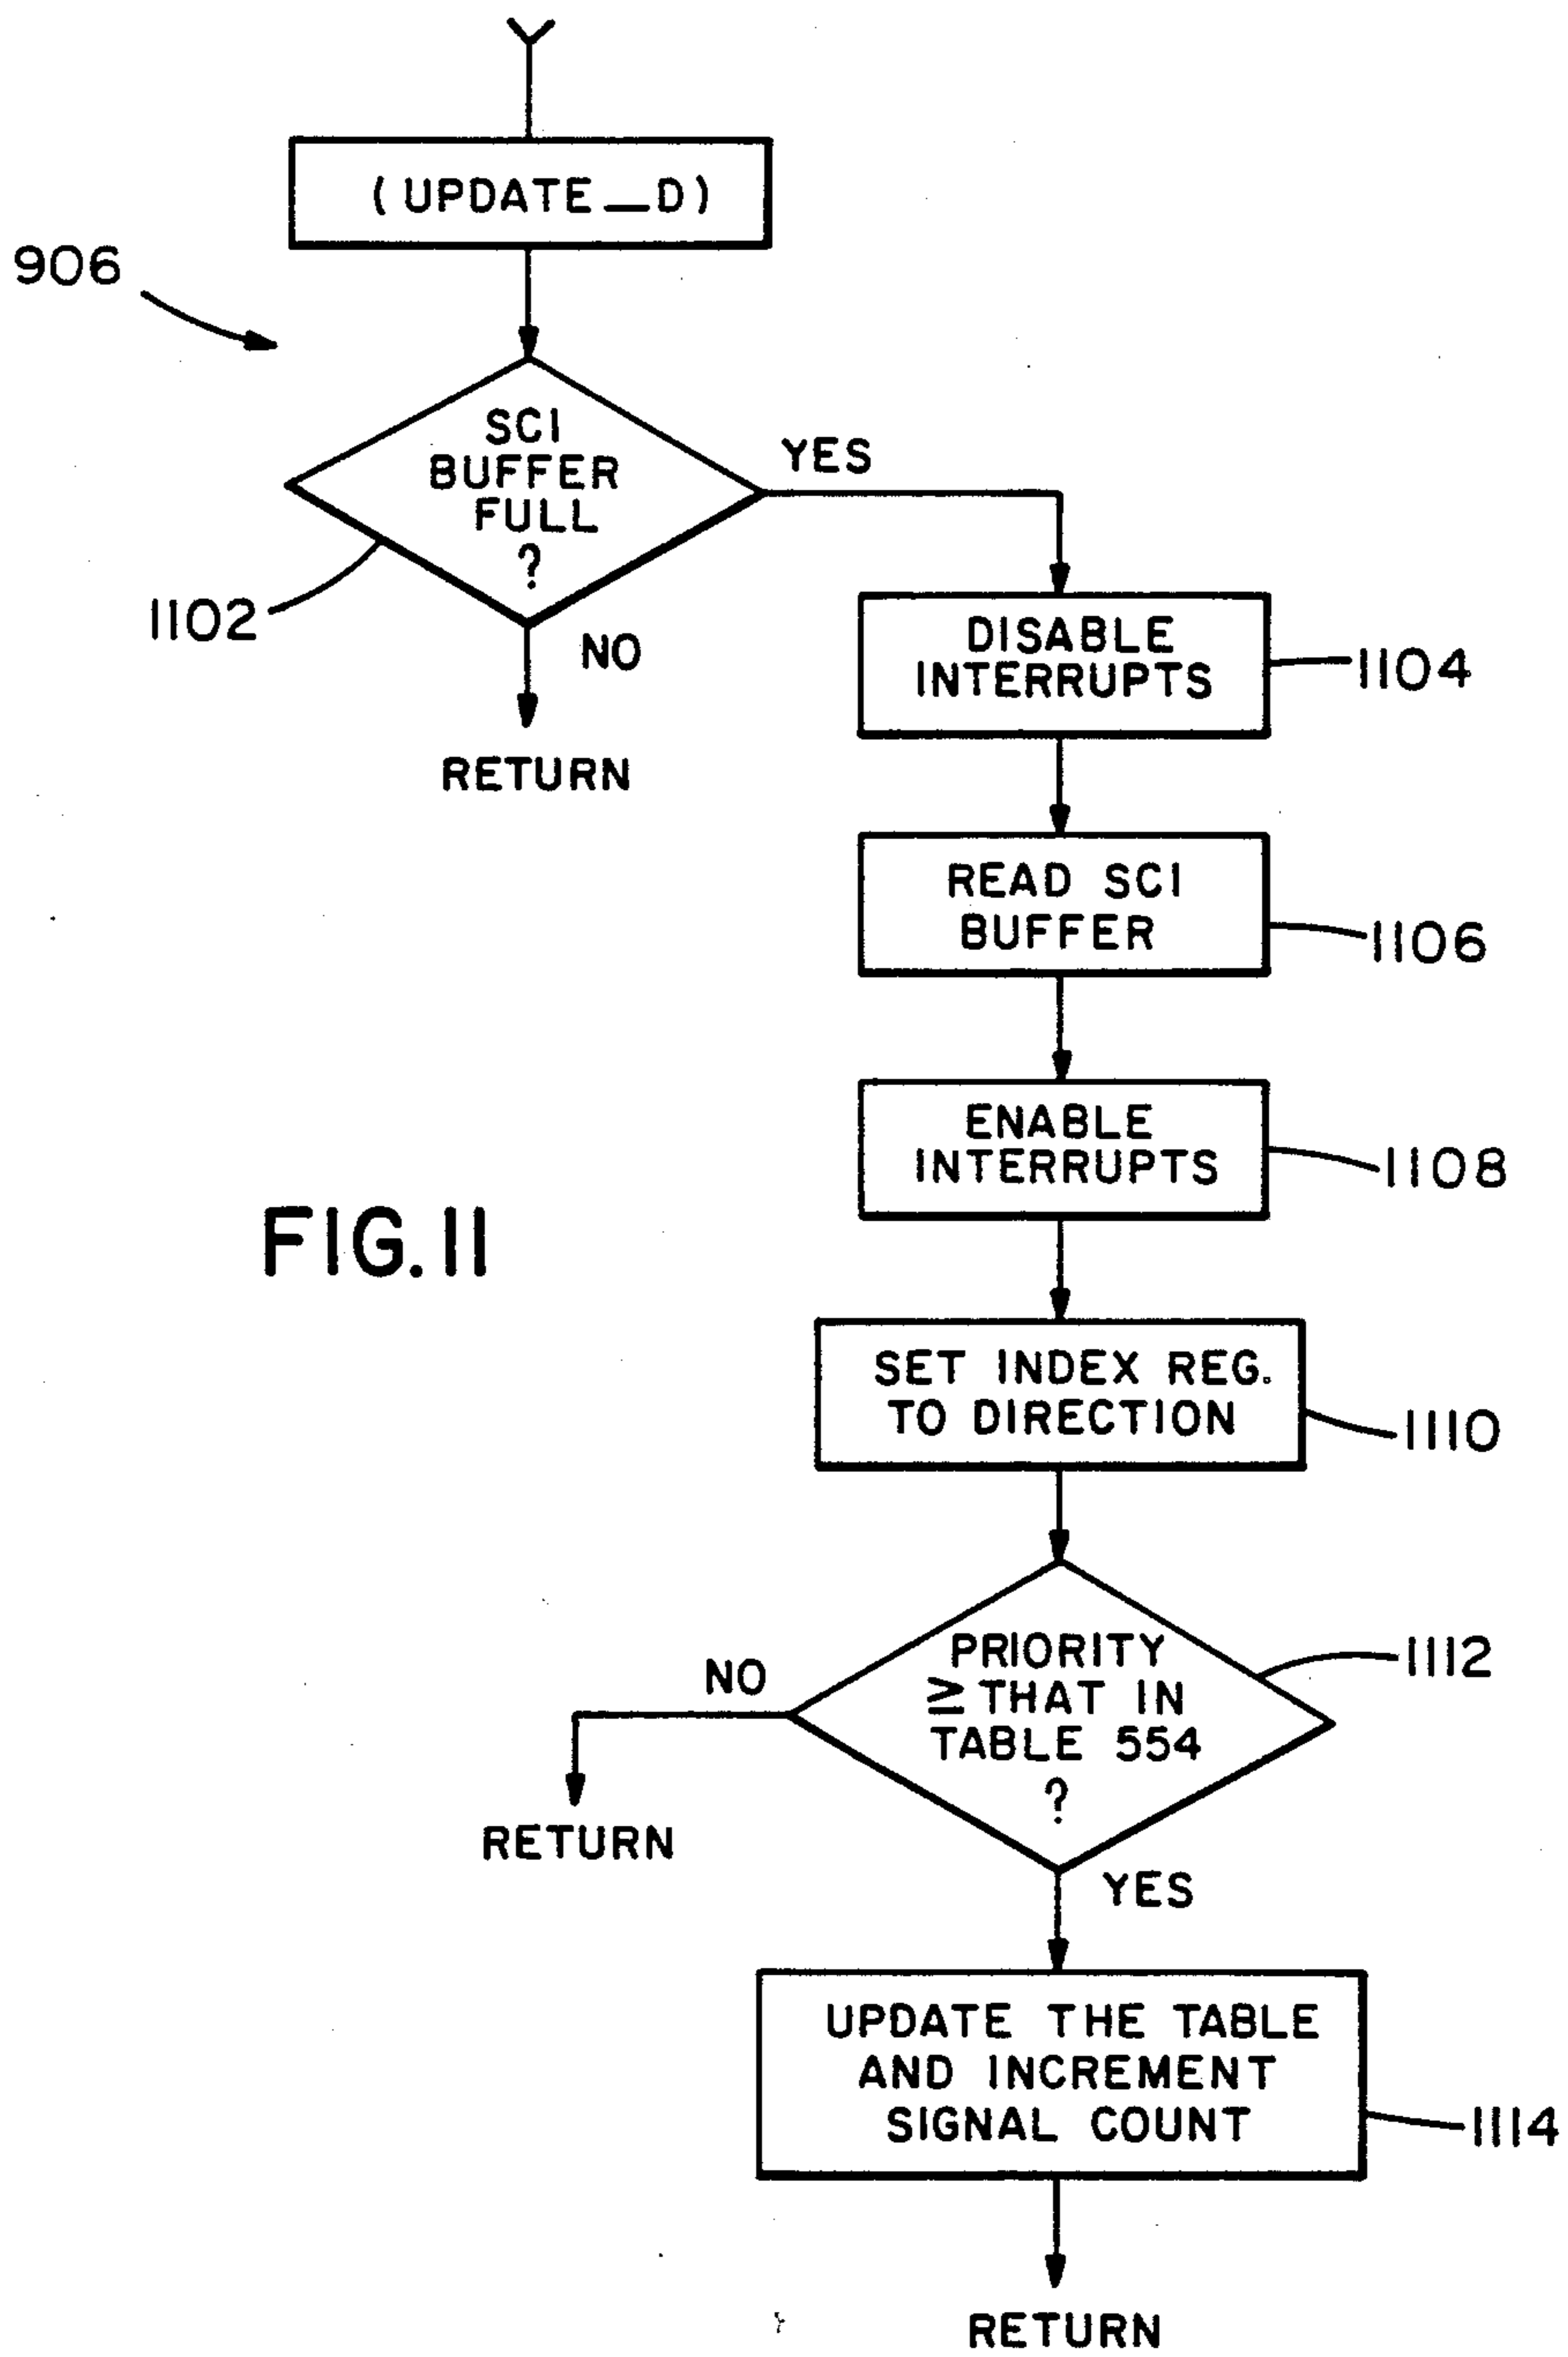 (UPDATE_D)
906
SCI
BUFFER
FULL
?
YES
1102
NO
RETURN
DISABLE
INTERRUPTS
1104
READ SCI
BUFFER
1106
ENABLE
INTERRUPTS
1108
FIG. 11
SET INDEX REG.
TO DIRECTION
1110
PRIORITY
≥ THAT IN
TABLE 554
?
1112
NO
RETURN
YES
UPDATE THE TABLE
AND INCREMENT
SIGNAL COUNT
1114
RETURN